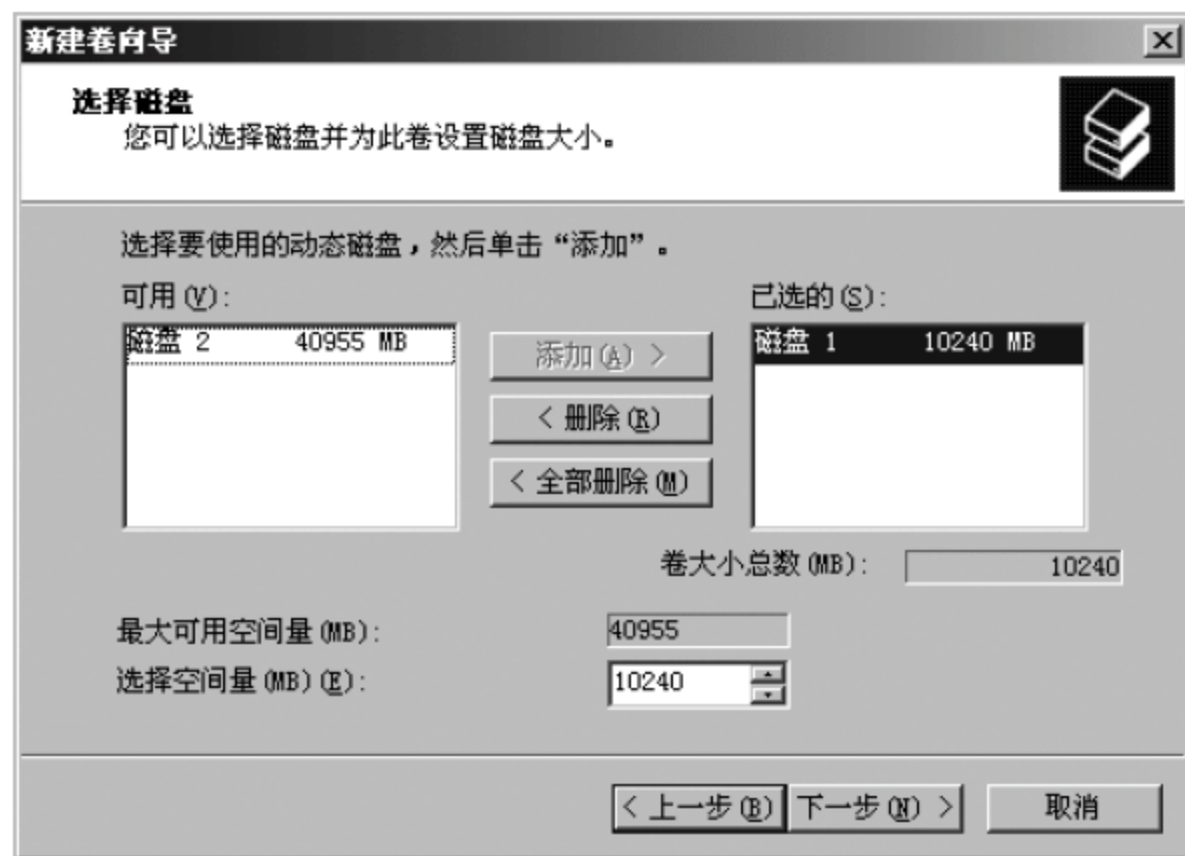 新建卷向导
选择磁盘
您可以选择磁盘并为此卷设置磁盘大小。
选择要使用的动态磁盘，然后单击“添加”。
可用(V): 已选的(S):
磁盘 2 40955 MB 添加(A) > 磁盘 1 10240 MB
< 删除(R)
< 全部删除(M)
卷大小总数(MB): 10240
最大可用空间量(MB): 40955
选择空间量(MB)(E): 10240
< 上一步(B) 下一步(N) > 取消